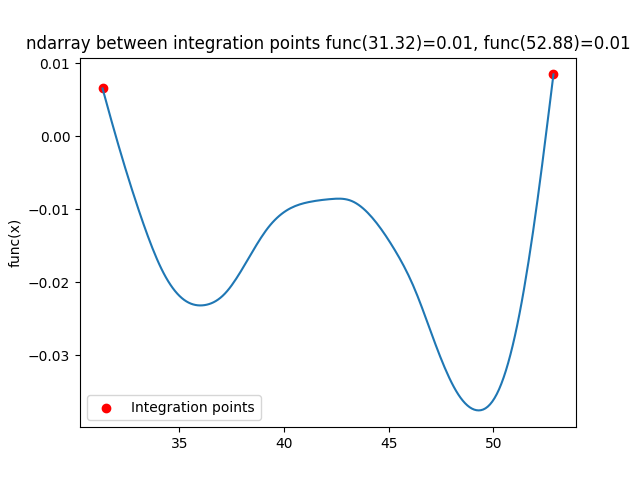 ndarray between integration points func(31.32)=0.01, func(52.88)=0.01
0.01
0.00
−0.01
−0.02
−0.03
func(x)
Integration points
35 40 45 50